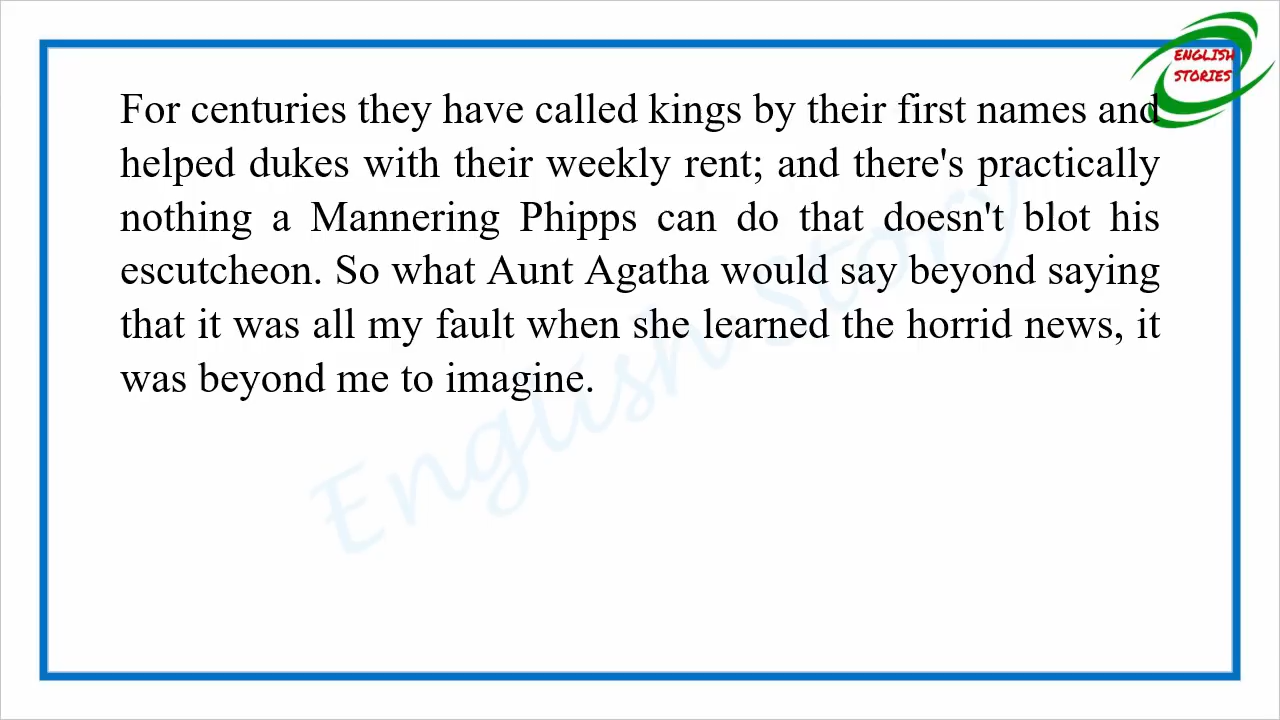 ENGLISH
STORIES
For centuries they have called kings by their first names and
helped dukes with their weekly rent; and there's practically
nothing a Mannering Phipps can do that doesn't blot his
escutcheon. So what Aunt Agatha would say beyond saying
that it was all my fault when she learned the horrid news, it
was beyond me to imagine.
English Story